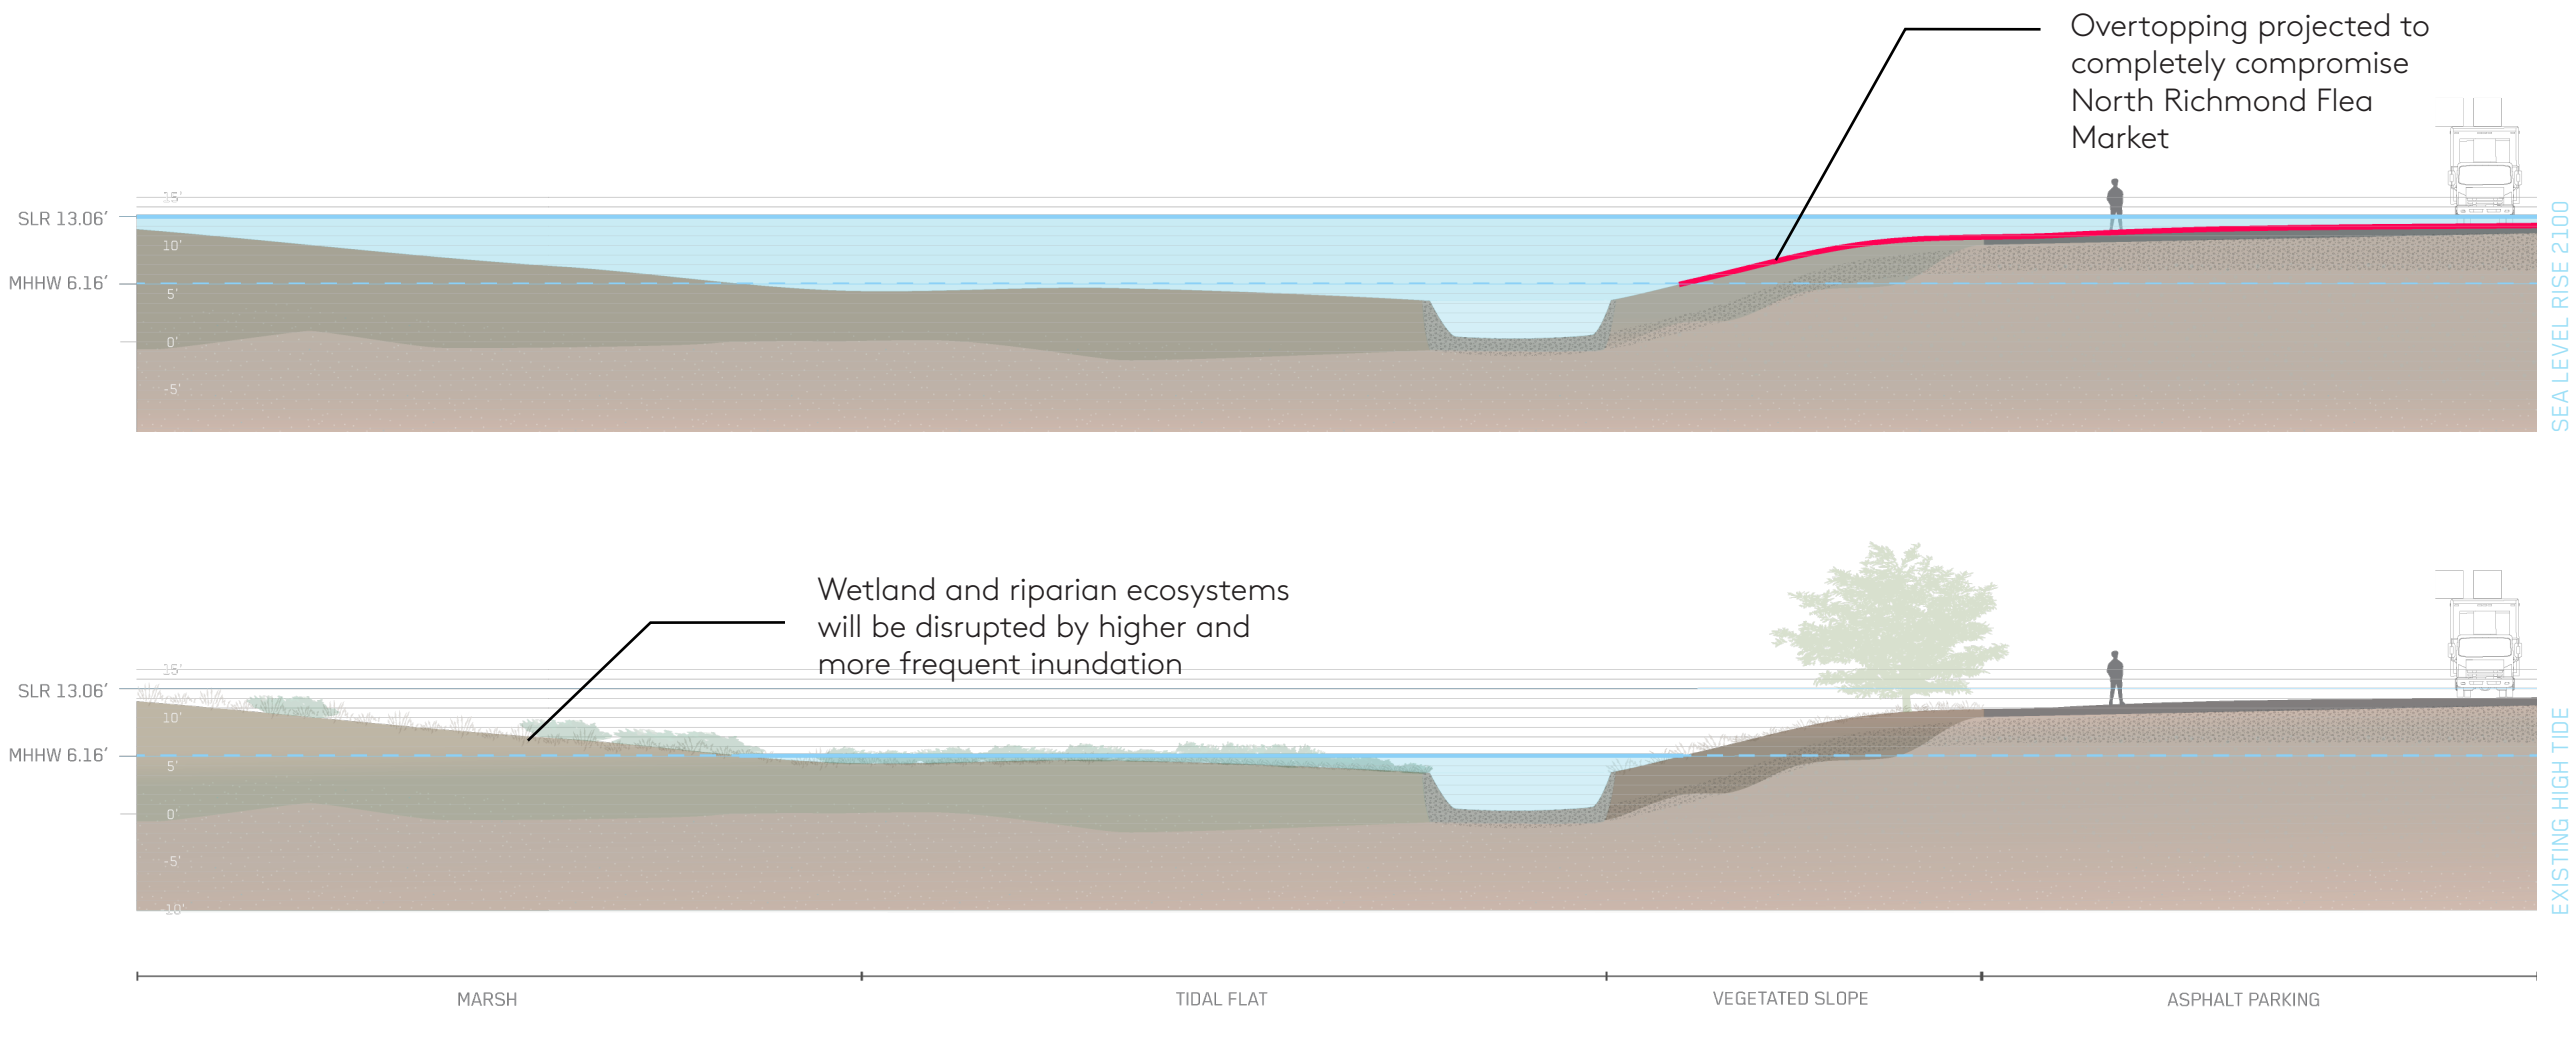 Overtopping projected to
completely compromise
North Richmond Flea
Market
15'
SLR 13.06'
10'
MHHW 6.16'
5'
0'
-5'
SEA LEVEL RISE 2100
Wetland and riparian ecosystems
will be disrupted by higher and
more frequent inundation
15'
SLR 13.06'
10'
MHHW 6.16'
5'
0'
-5'
-10'
EXISTING HIGH TIDE
MARSH
TIDAL FLAT
VEGETATED SLOPE
ASPHALT PARKING